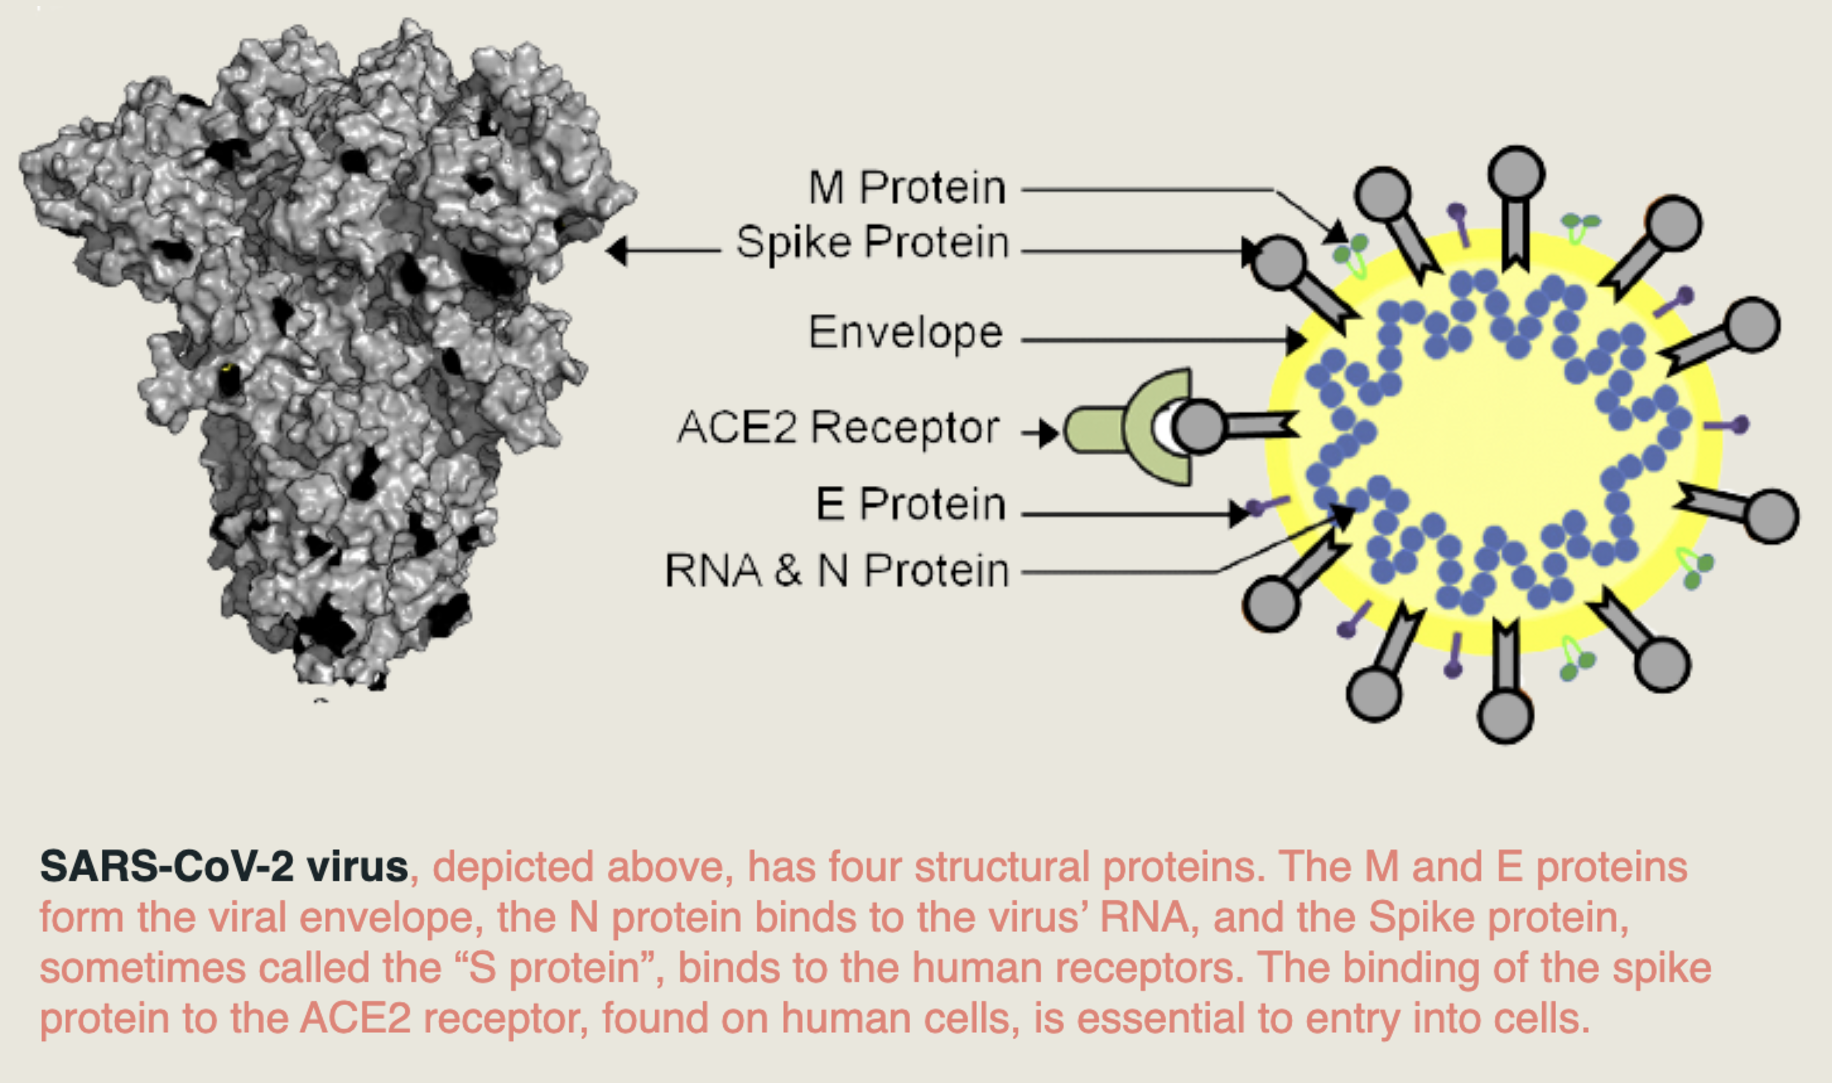 M Protein
Spike Protein
Envelope
ACE2 Receptor
E Protein
RNA & N Protein
SARS-CoV-2 virus, depicted above, has four structural proteins. The M and E proteins
form the viral envelope, the N protein binds to the virus’ RNA, and the Spike protein,
sometimes called the “S protein”, binds to the human receptors. The binding of the spike
protein to the ACE2 receptor, found on human cells, is essential to entry into cells.